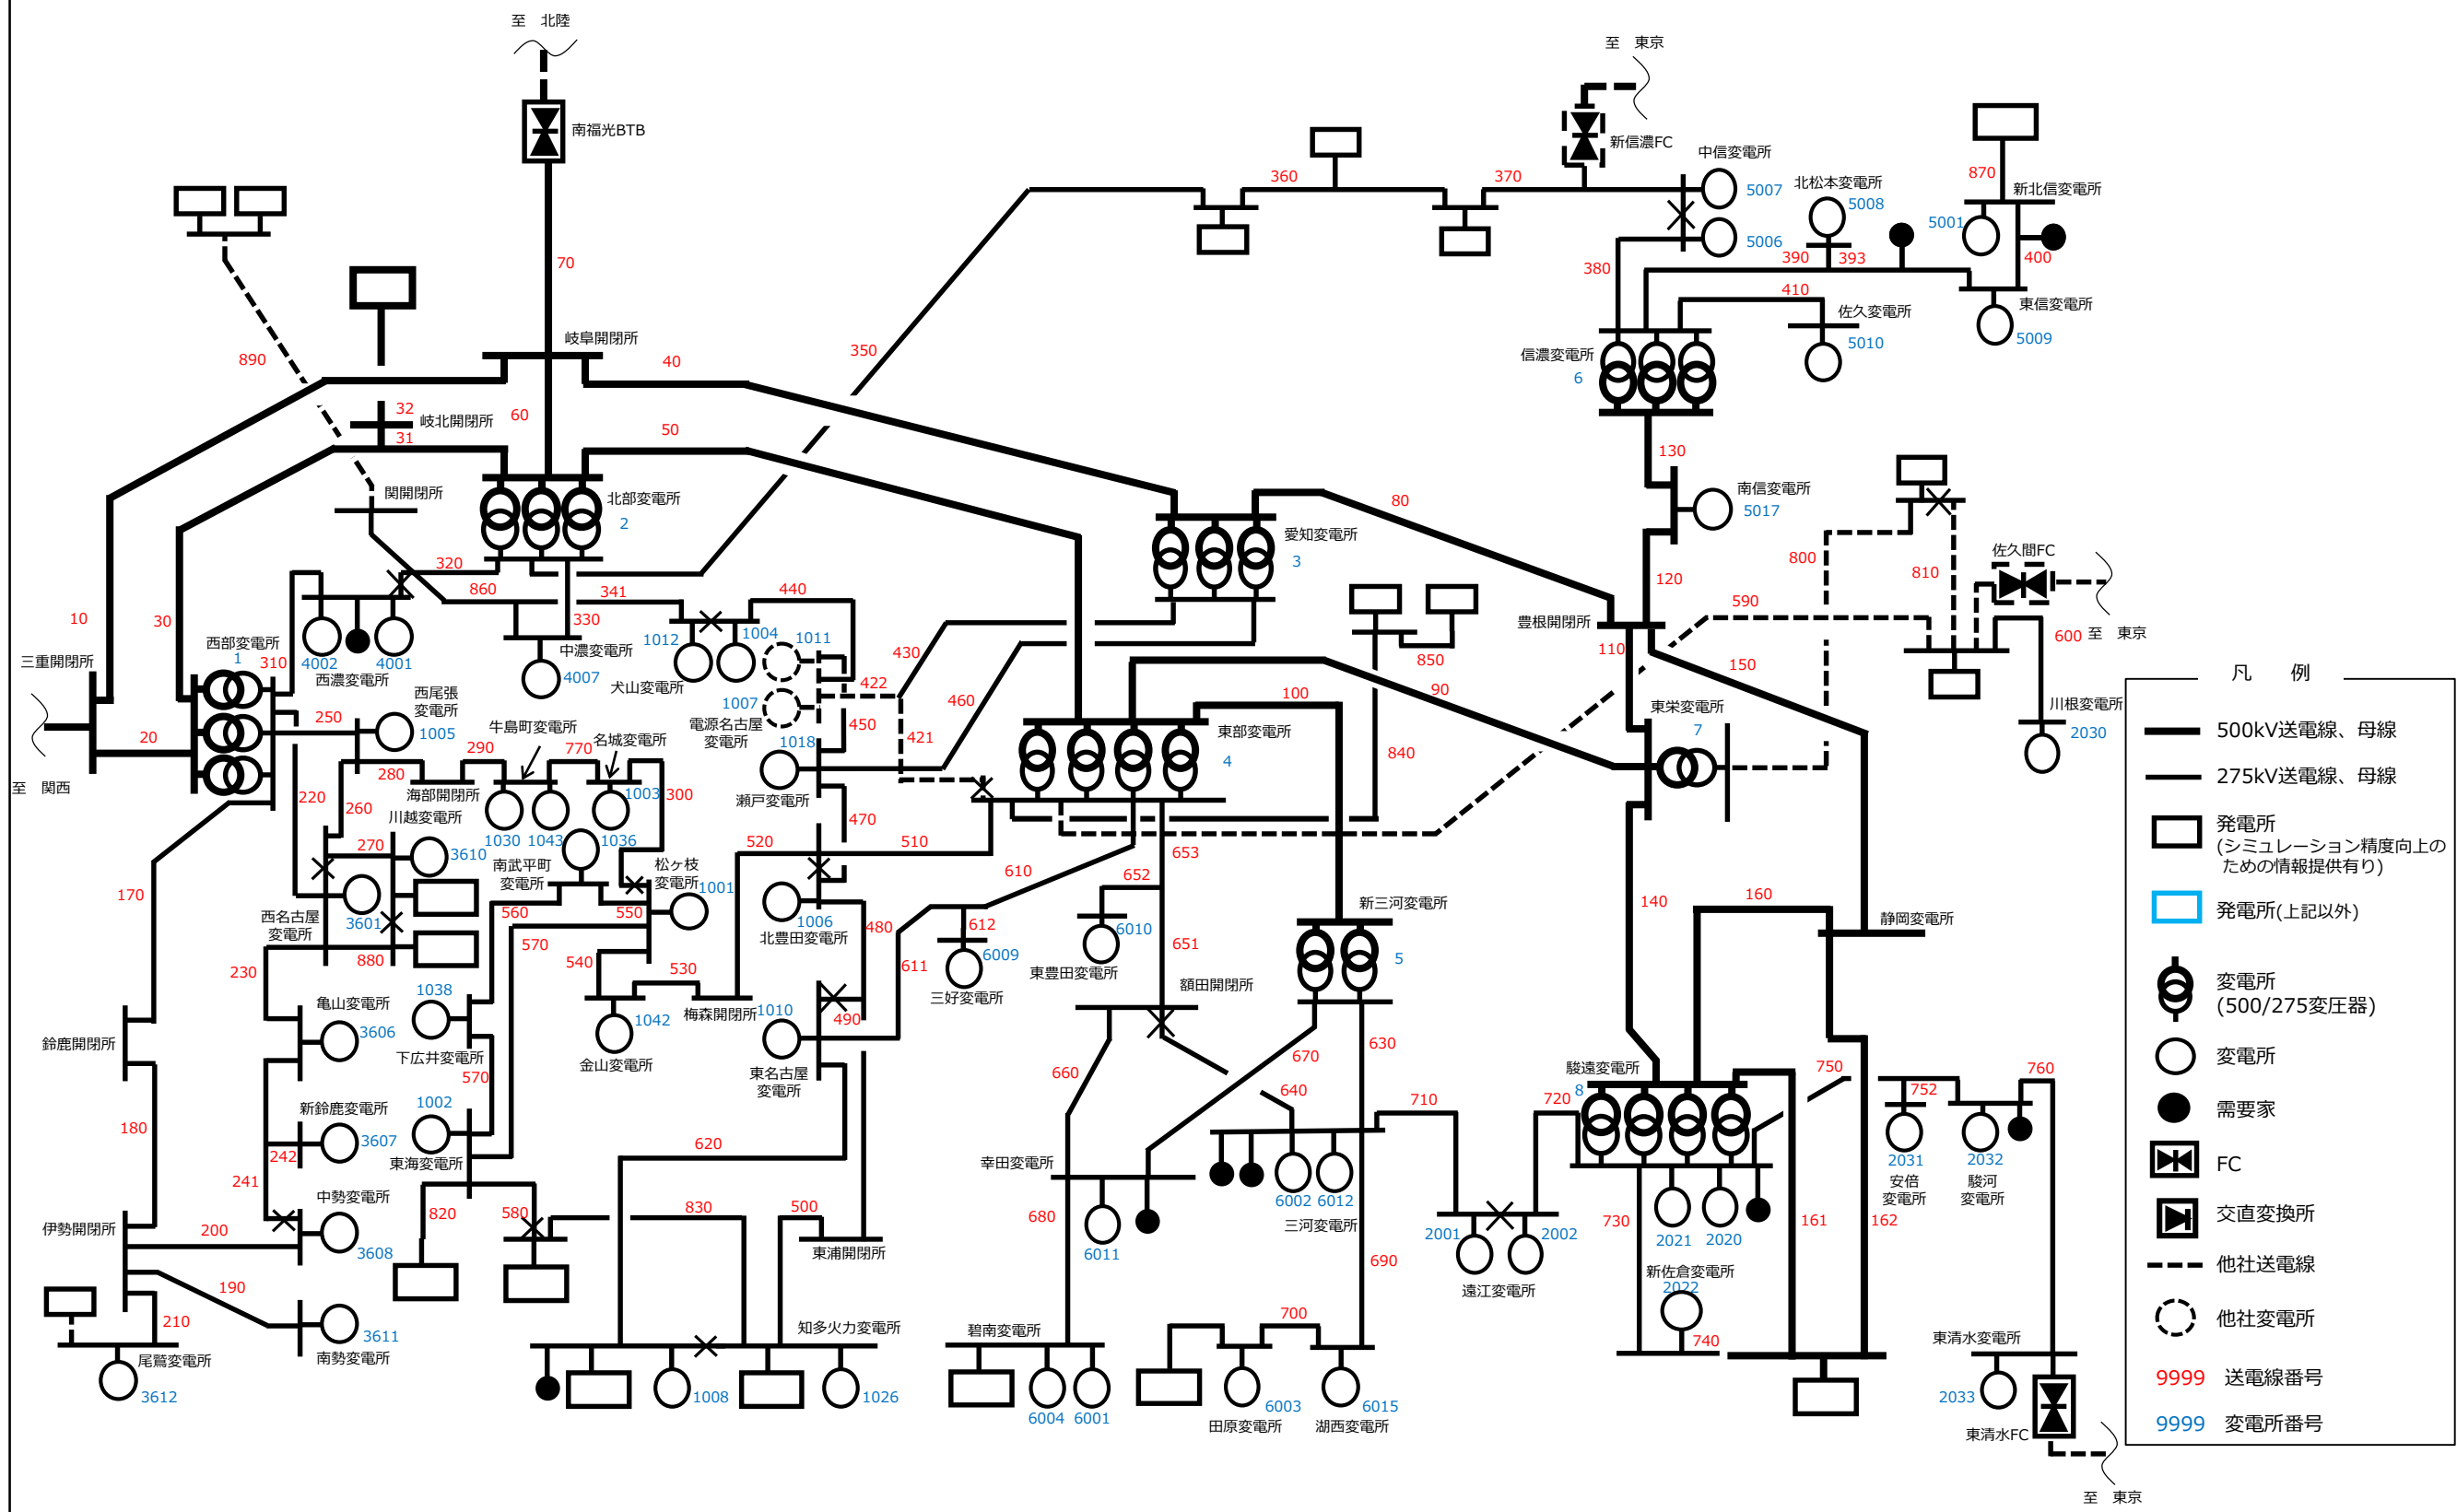 至　北陸
南福光BTB
70
岐阜開閉所
40
60
50
32
岐北開閉所
31
890
関開閉所
北部変電所
2
10
30
20
三重開閉所
至　関西
西部変電所
1
310
4002
4001
西濃変電所
320
860
341
330
中濃変電所
4007
350
360
370
至　東京
新信濃FC
中信変電所
5007
5006
380
北松本変電所
5008
390
393
410
佐久変電所
5010
870
新北信変電所
5001
400
東信変電所
5009
信濃変電所
6
130
南信変電所
5017
120
80
愛知変電所
3
豊根開閉所
110
150
590
800
810
佐久間FC
至　東京
600
川根変電所
2030
東栄変電所
7
90
100
850
840
440
1012
1004
犬山変電所
1011
1007
電源名古屋
変電所
422
421
430
460
450
1018
瀬戸変電所
470
東部変電所
4
西尾張
変電所
1005
250
280
290
牛島町変電所
770
名城変電所
1003
300
海部開閉所
1030
1043
1036
220
260
川越変電所
270
3610
3601
西名古屋
変電所
880
230
南武平町
変電所
松ヶ枝
変電所
1001
560
550
570
540
530
520
510
1006
北豊田変電所
480
610
611
612
6009
三好変電所
652
653
6010
東豊田変電所
651
新三河変電所
5
額田開閉所
170
鈴鹿開閉所
180
伊勢開閉所
200
190
210
尾鷲変電所
3612
亀山変電所
3606
新鈴鹿変電所
3607
242
241
中勢変電所
3608
3611
南勢変電所
1038
下広井変電所
570
1002
東海変電所
820
580
830
500
東浦開閉所
1042
金山変電所
梅森開閉所
1010
490
東名古屋
変電所
620
知多火力変電所
1008
1026
660
670
630
640
幸田変電所
6011
680
碧南変電所
6004
6001
6002
6012
三河変電所
690
700
田原変電所
6003
湖西変電所
6015
710
720
2001
2002
遠江変電所
140
160
静岡変電所
駿遠変電所
8
750
752
760
2031
安倍
変電所
2032
駿河
変電所
730
2021
2020
新佐倉変電所
2022
740
161
162
東清水変電所
2033
東清水FC
至　東京
凡　例
500kV送電線、母線
275kV送電線、母線
発電所
(シミュレーション精度向上の
ための情報提供有り)
発電所(上記以外)
変電所
(500/275変圧器)
変電所
需要家
FC
交直変換所
他社送電線
他社変電所
9999　送電線番号
9999　変電所番号